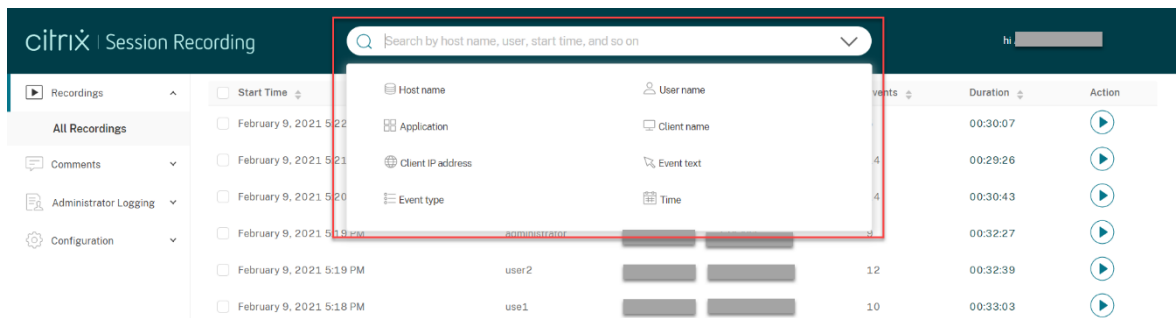 citrix | Session Recording
Search by host name, user, start time, and so on
hi
Recordings
Start Time
Host name
User name
vents
Duration
Action
All Recordings
February 9, 2021 5:22
Application
Client name
00:30:07
Comments
February 9, 2021 5:21
Client IP address
Event text
4
00:29:26
Administrator Logging
February 9, 2021 5:20
Event type
Time
4
00:30:43
Configuration
February 9, 2021 5:19 PM
administrator
9
00:32:27
February 9, 2021 5:19 PM
user2
12
00:32:39
February 9, 2021 5:18 PM
use1
10
00:33:03